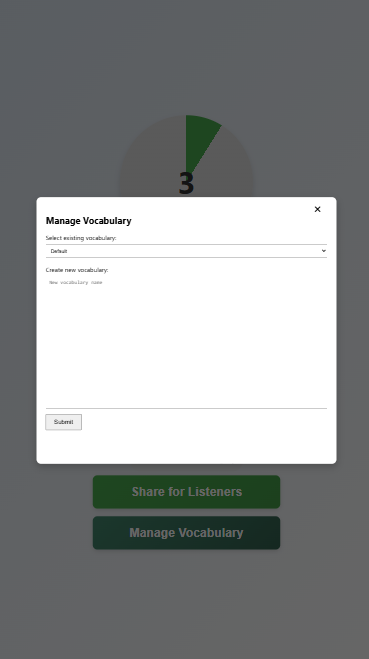 3
×
Manage Vocabulary
Select existing vocabulary:
Default
Create new vocabulary:
New vocabulary name
Submit
Share for Listeners
Manage Vocabulary